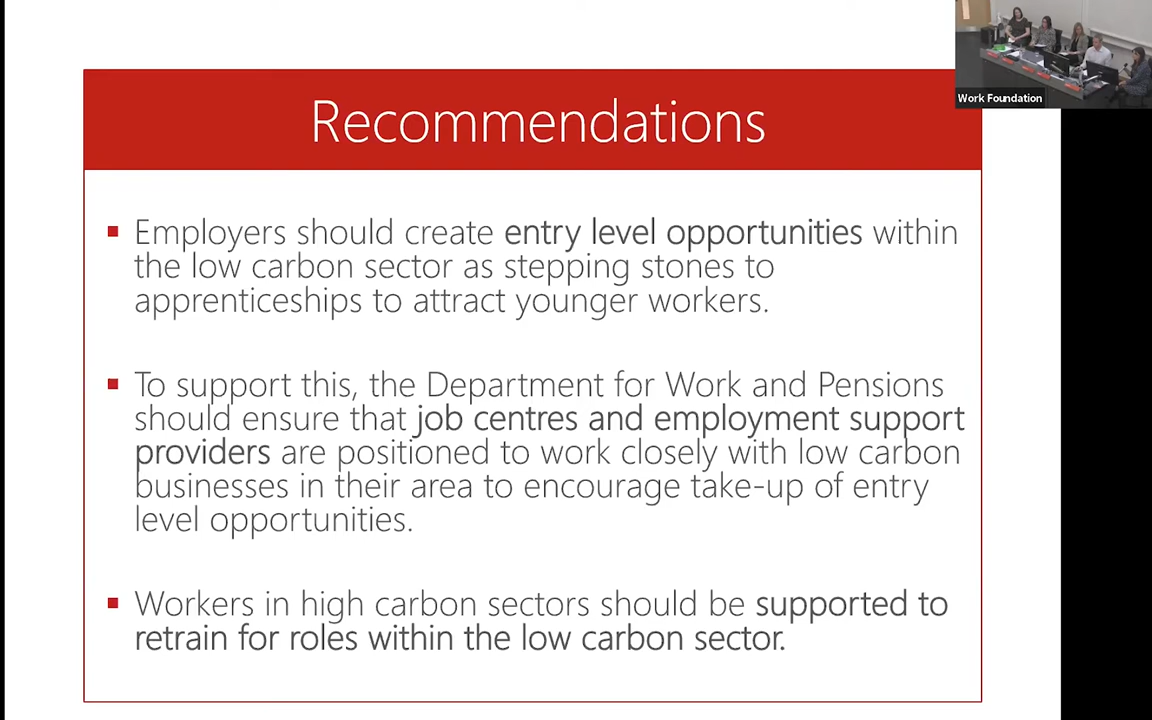 Recommendations
Work Foundation
Employers should create entry level opportunities within
the low carbon sector as stepping stones to
apprenticeships to attract younger workers.
To support this, the Department for Work and Pensions
should ensure that job centres and employment support
providers are positioned to work closely with low carbon
businesses in their area to encourage take-up of entry
level opportunities.
Workers in high carbon sectors should be supported to
retrain for roles within the low carbon sector.